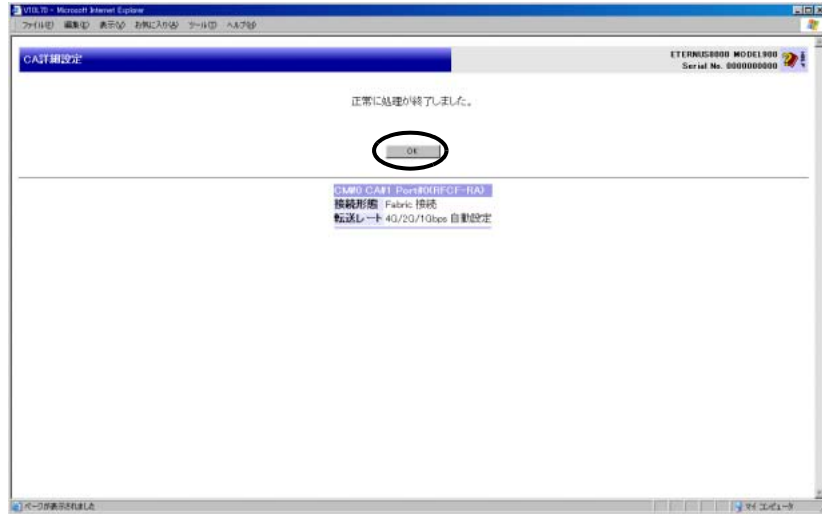 V10L70 - Microsoft Internet Explorer
ファイル(F) 編集(E) 表示(V) お気に入り(A) ツール(T) ヘルプ(H)
CA詳細設定
ETERNUS8000 MODEL900
Serial No. 0000000000
正常に処理が終了しました。
OK
CM#0 CA#1 Port#0(RFCF-RA)
接続形態 Fabric 接続
転送レート 4G/2G/1Gbps 自動設定
ページが表示されました
マイ コンピュータ